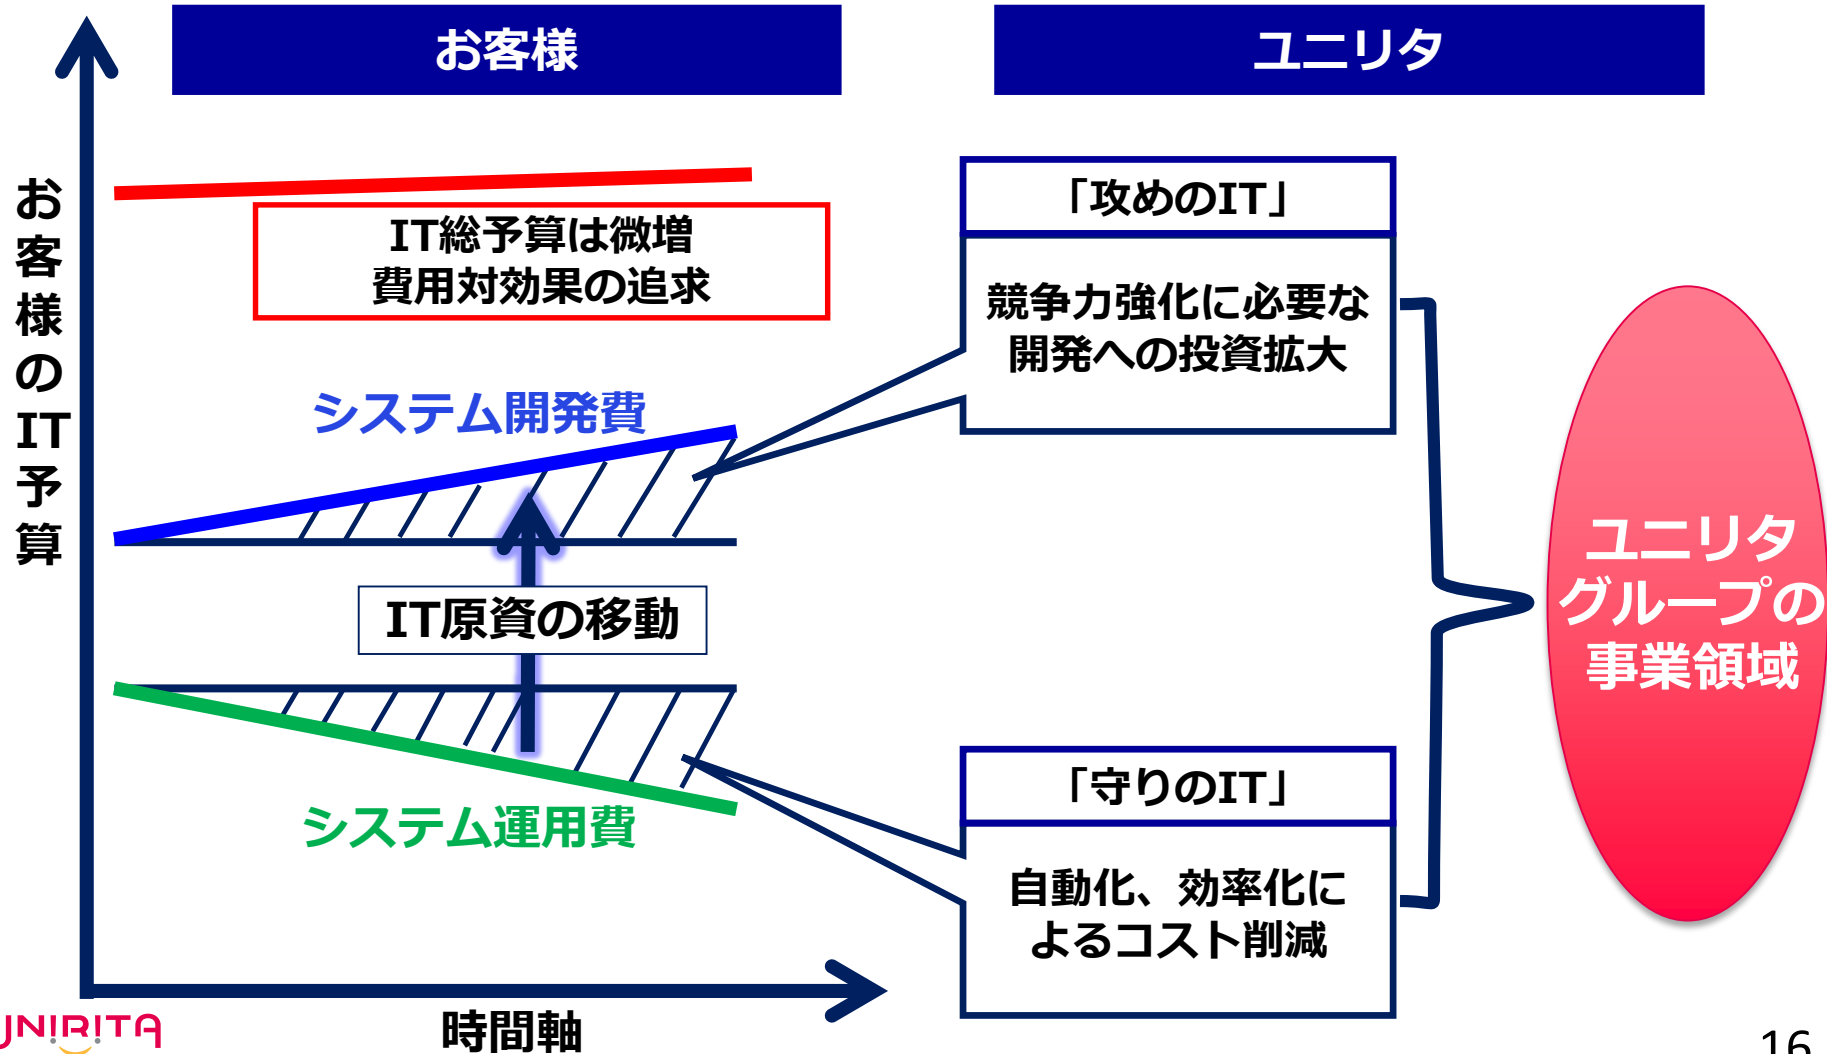 お客様
ユニリタ
お客様のIT予算
IT総予算は微増
費用対効果の追求
「攻めのIT」
競争力強化に必要な
開発への投資拡大
システム開発費
IT原資の移動
ユニリタ
グループの
事業領域
システム運用費
「守りのIT」
自動化、効率化に
よるコスト削減
時間軸
UNIRITA
16